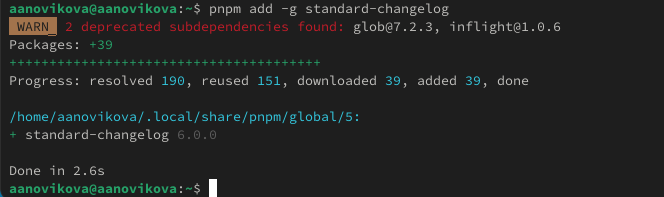 aanovikova@aanovikova:~$ pnpm add -g standard-changelog
WARN 2 deprecated subdependencies found: glob@7.2.3, inflight@1.0.6
Packages: +39
+++++++++++++++++++++++++++++++++++++++
Progress: resolved 190, reused 151, downloaded 39, added 39, done
/home/aanovikova/.local/share/pnpm/global/5:
+ standard-changelog 6.0.0
Done in 2.6s
aanovikova@aanovikova:~$